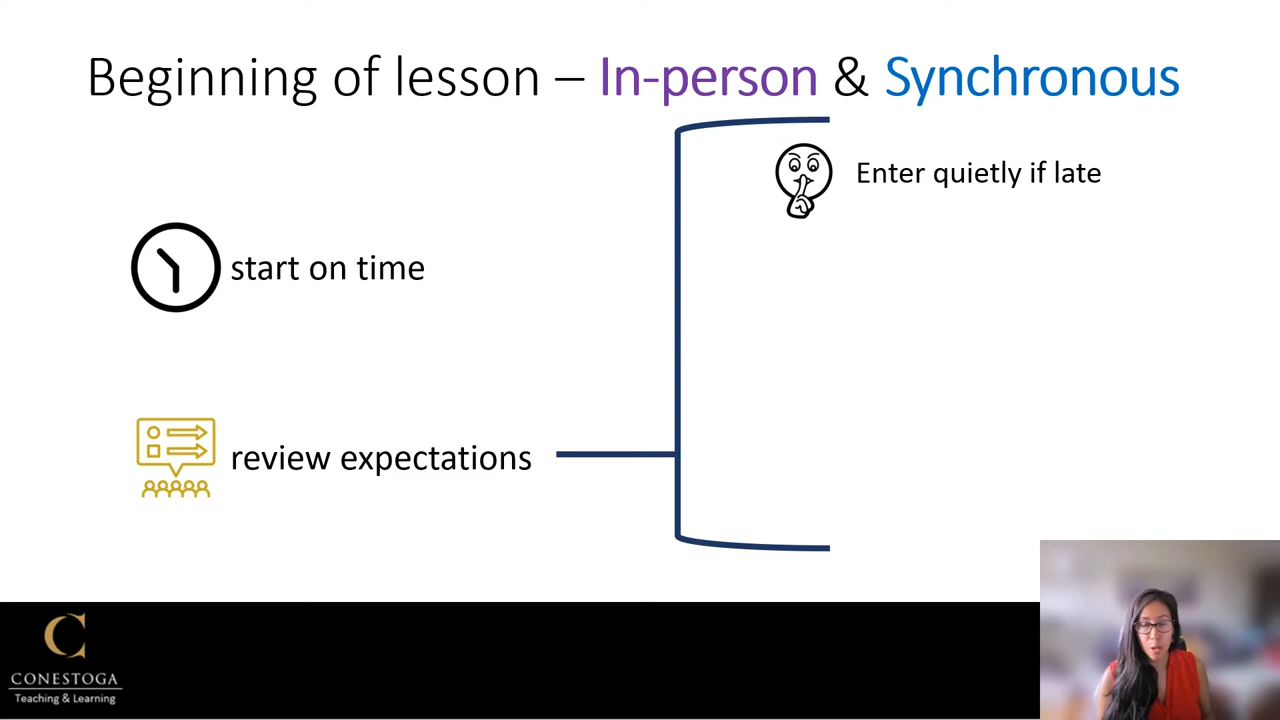 Beginning of lesson – In-person & Synchronous
Enter quietly if late
start on time
review expectations
C
CONESTOGA
Teaching & Learning